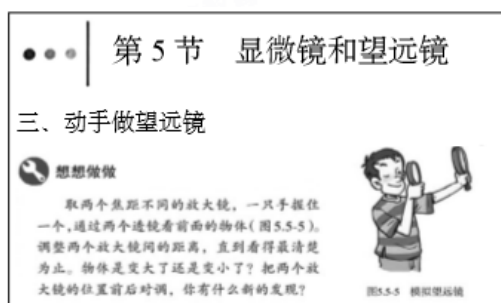 第 5 节 显微镜和望远镜
三、动手做望远镜
想想做做
取两个焦距不同的放大镜，一只手握住
一个，通过两个透镜看前面的物体(图5.5-5)。
调整两个放大镜间的距离，直到看得最清楚
为止。物体是变大了还是变小了？把两个放
大镜的位置前后对调，你有什么新的发现？
图5.5-5 模拟望远镜